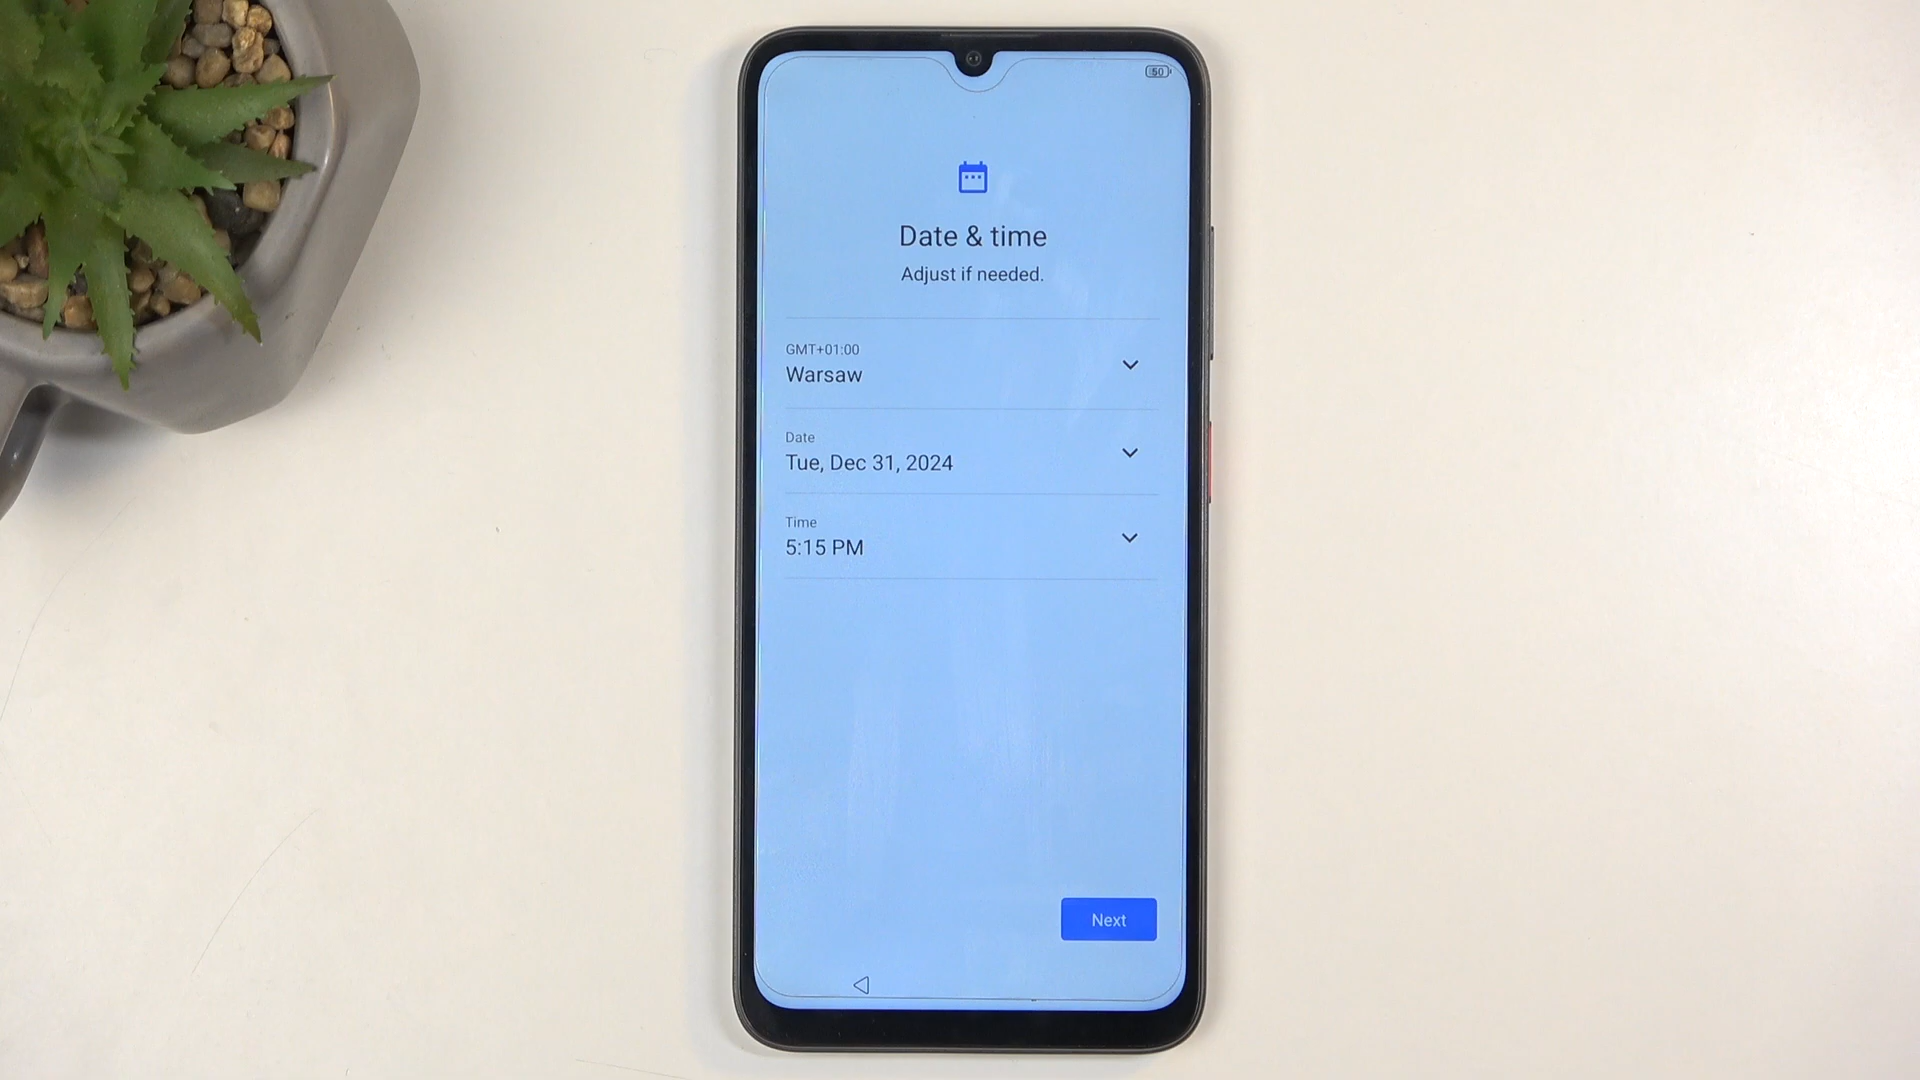 50
Date & time
Adjust if needed.
GMT+01:00
Warsaw
Date
Tue, Dec 31, 2024
Time
5:15 PM
Next